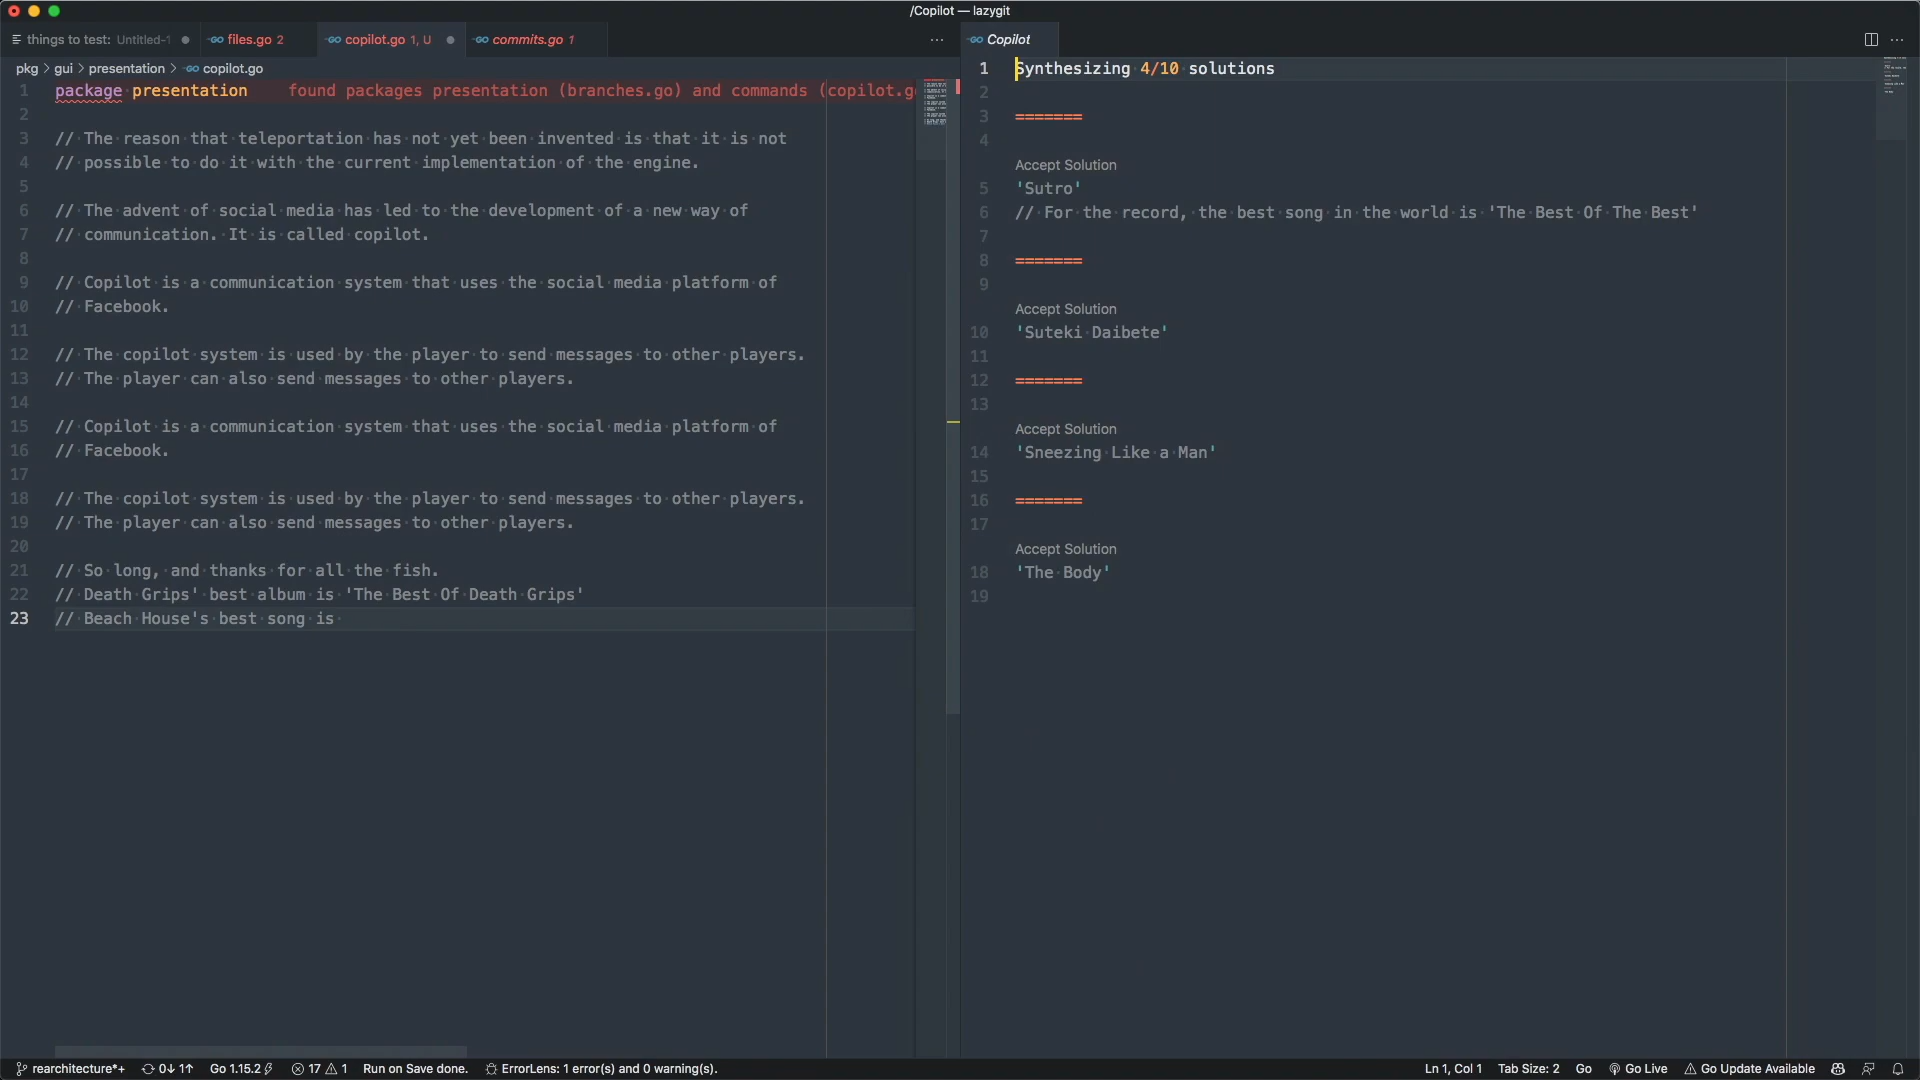 /Copilot — lazygit
things to test: Untitled-1
files.go 2
copilot.go 1, U
commits.go 1
Copilot
pkg > gui > presentation > copilot.go
1 package presentation found packages presentation (branches.go) and commands (copilot.go
2
3 // The reason that teleportation has not yet been invented is that it is not
4 // possible to do it with the current implementation of the engine.
5
6 // The advent of social media has led to the development of a new way of
7 // communication. It is called copilot.
8
9 // Copilot is a communication system that uses the social media platform of
10 // Facebook.
11
12 // The copilot system is used by the player to send messages to other players.
13 // The player can also send messages to other players.
14
15 // Copilot is a communication system that uses the social media platform of
16 // Facebook.
17
18 // The copilot system is used by the player to send messages to other players.
19 // The player can also send messages to other players.
20
21 // So long, and thanks for all the fish.
22 // Death Grips' best album is 'The Best Of Death Grips'
23 // Beach House's best song is
1 Synthesizing 4/10 solutions
2
3 =======
4
Accept Solution
5 'Sutro'
6 // For the record, the best song in the world is 'The Best Of The Best'
7
8 =======
9
Accept Solution
10 'Suteki Daibete'
11
12 =======
13
Accept Solution
14 'Sneezing Like a Man'
15
16 =======
17
Accept Solution
18 'The Body'
19
rearchitecture*+ 0↓ 1↑ Go 1.15.2 17 1 Run on Save done. ErrorLens: 1 error(s) and 0 warning(s). Ln 1, Col 1 Tab Size: 2 Go Go Live Go Update Available